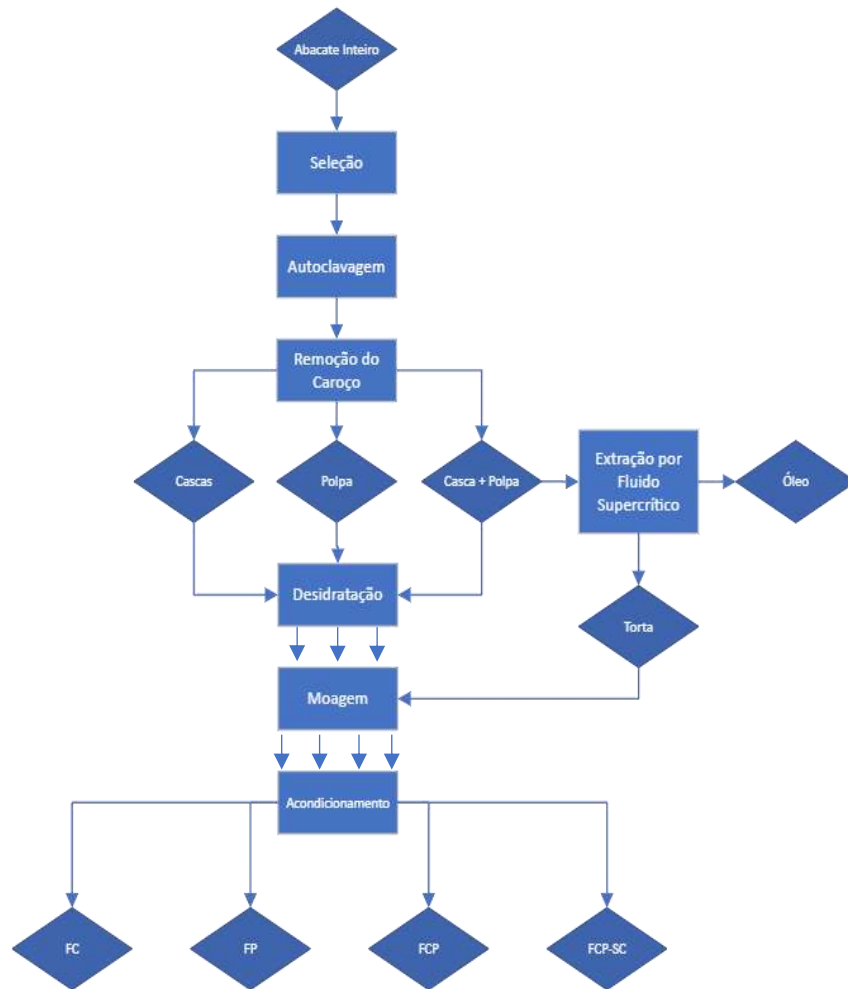 Abacate Inteiro
Seleção
Autoclavagem
Remoção do
Caroço
Cascas
Polpa
Casca + Polpa
Extração por
Fluido
Supercrítico
Óleo
Desidratação
Torta
Moagem
Acondicionamento
FC
FP
FCP
FCP-SC